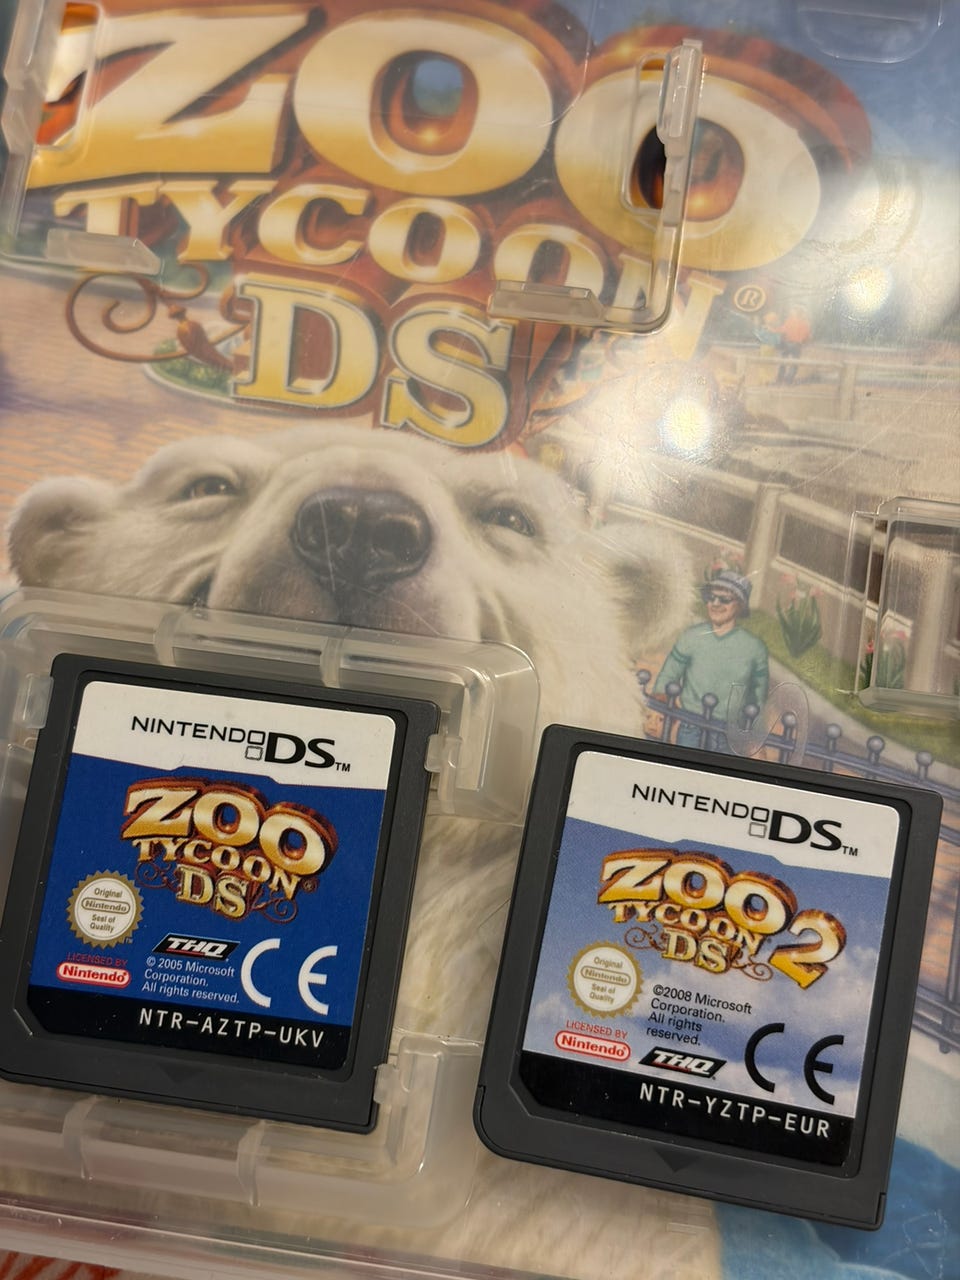 ZOO
TYCOON®
DS
NINTENDO DS™
ZOO
TYCOON®
DS
Original
Nintendo
Seal of
Quality
THQ
LICENSED BY
Nintendo
© 2005 Microsoft
Corporation.
All rights reserved.
CE
NTR-AZTP-UKV
NINTENDO DS™
ZOO
TYCOON 2
DS
Original
Nintendo
Seal of
Quality
©2008 Microsoft
Corporation.
All rights
reserved.
LICENSED BY
Nintendo
THQ
CE
NTR-YZTP-EUR